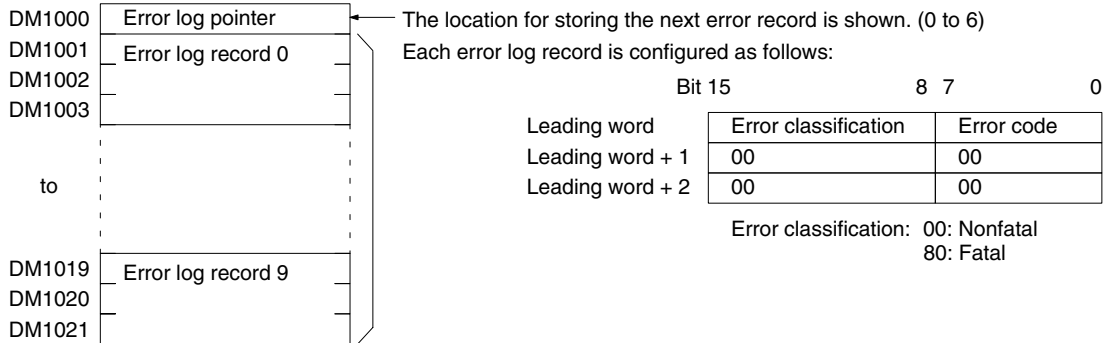 DM1000 Error log pointer The location for storing the next error record is shown. (0 to 6)
DM1001 Error log record 0 Each error log record is configured as follows:
DM1002
DM1003
Bit 15 8 7 0
Leading word Error classification Error code
Leading word + 1 00 00
Leading word + 2 00 00
to
Error classification: 00: Nonfatal
80: Fatal
DM1019 Error log record 9
DM1020
DM1021